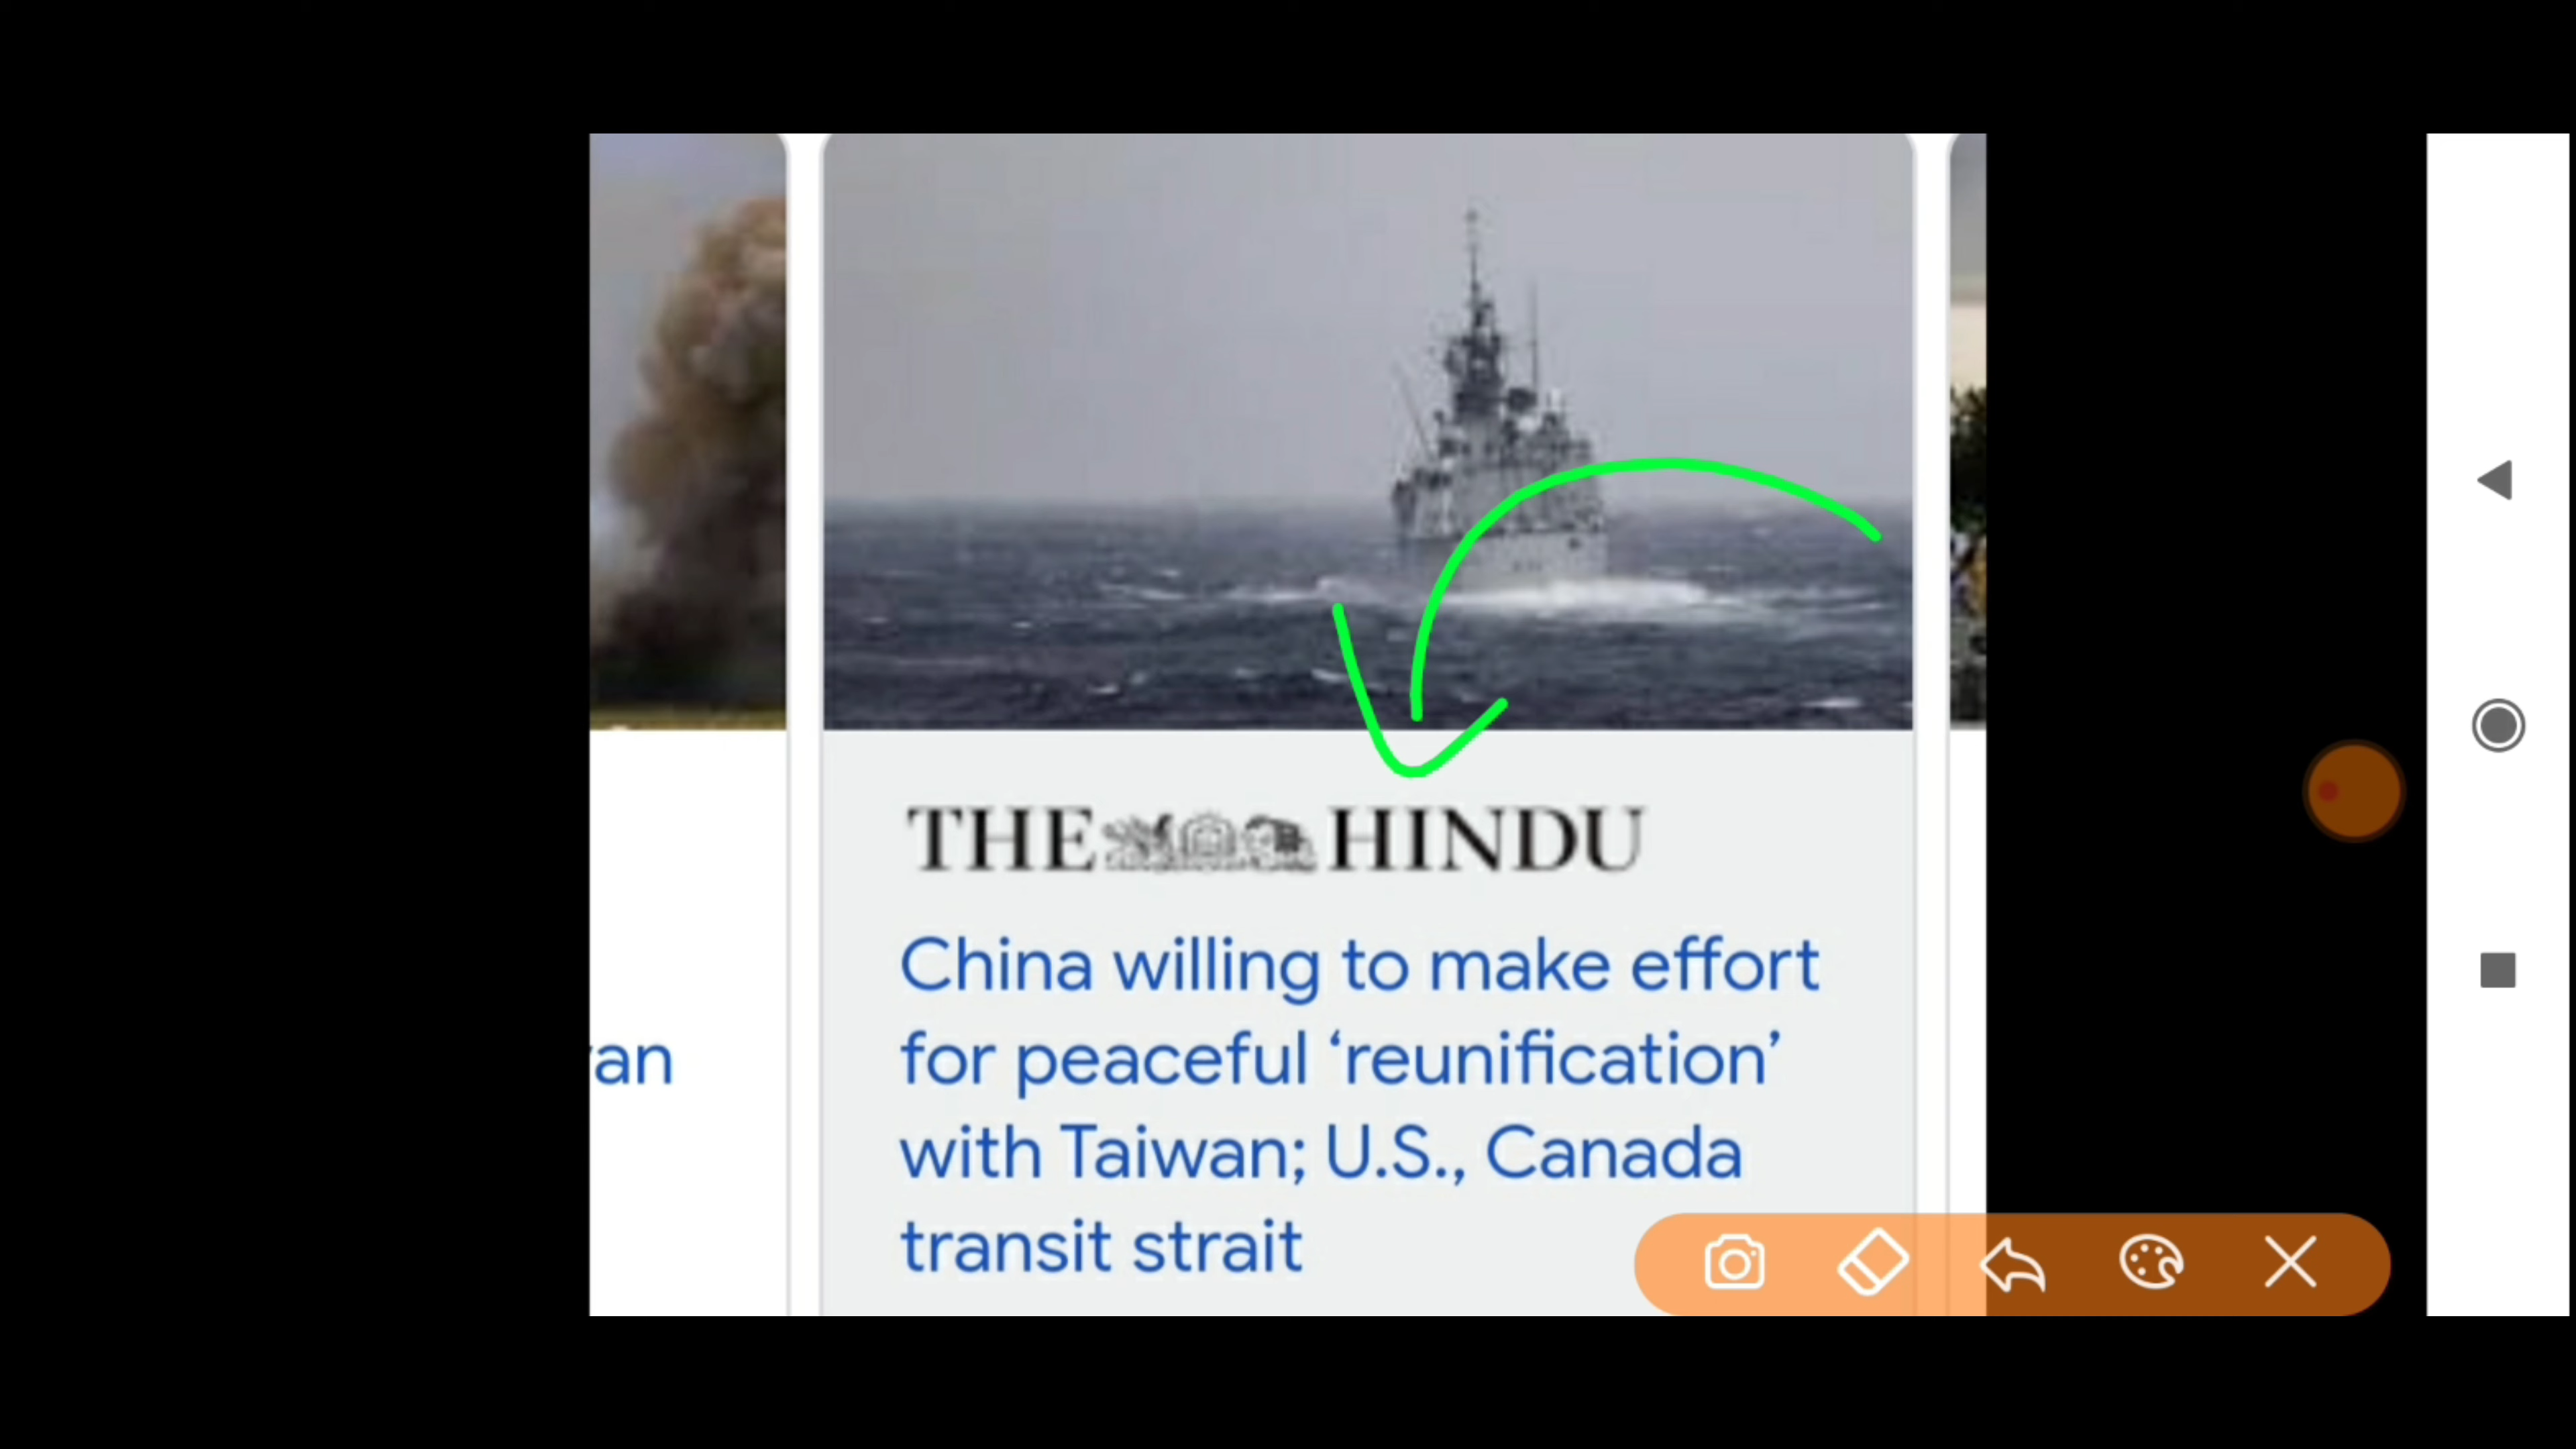 THE HINDU
China willing to make effort
for peaceful ‘reunification’
with Taiwan; U.S., Canada
transit strait
an